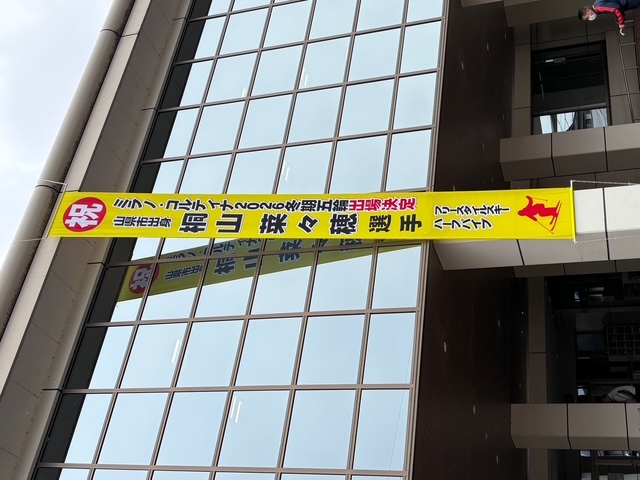 祝
ミラノ・コルティナ2026冬期五輪出場決定
山県市出身 桐山 菜々穂 選手
フリースタイルスキー
ハーフパイプ